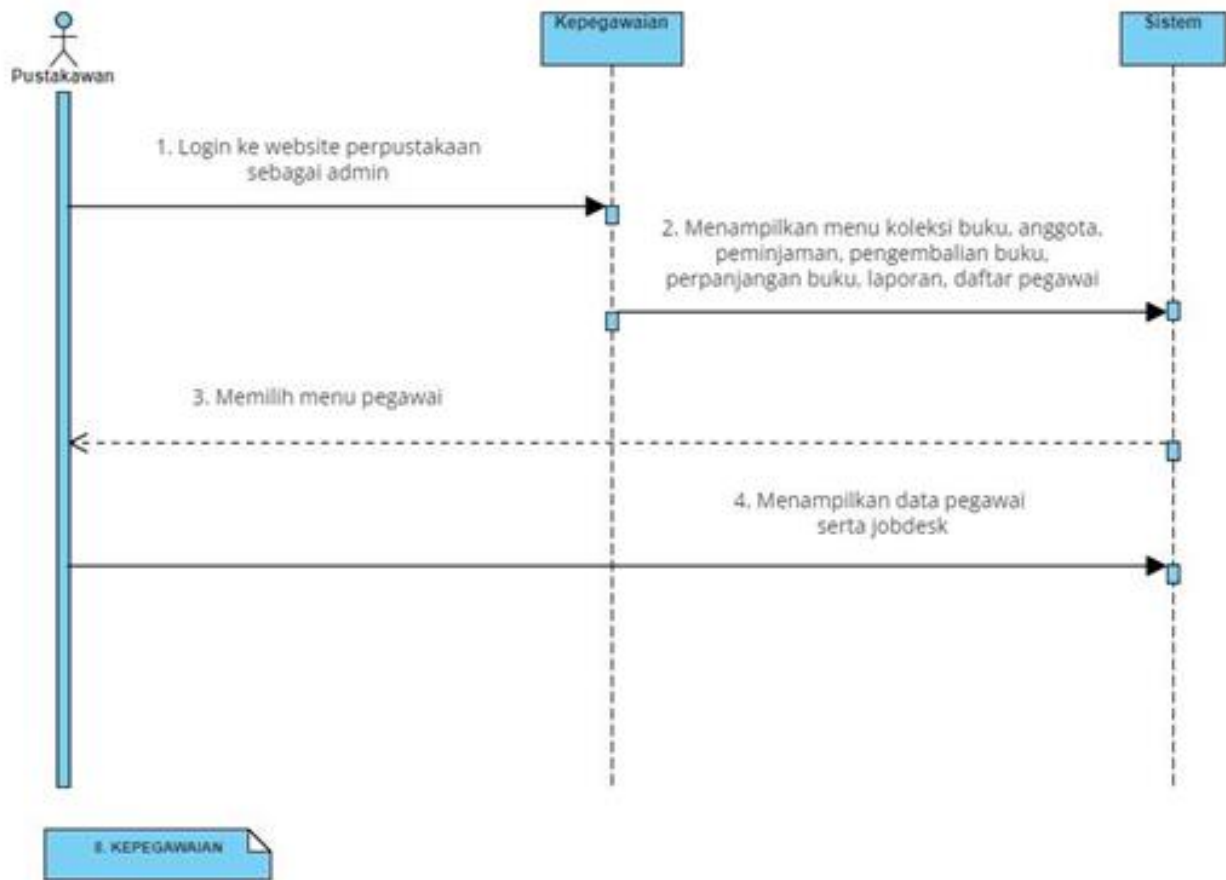 Pustakawan
Kepegawaian
Sistem
1. Login ke website perpustakaan
sebagai admin
2. Menampilkan menu koleksi buku, anggota,
peminjaman, pengembalian buku,
perpanjangan buku, laporan, daftar pegawai
3. Memilih menu pegawai
4. Menampilkan data pegawai
serta jobdesk
8. KEPEGAWAIAN